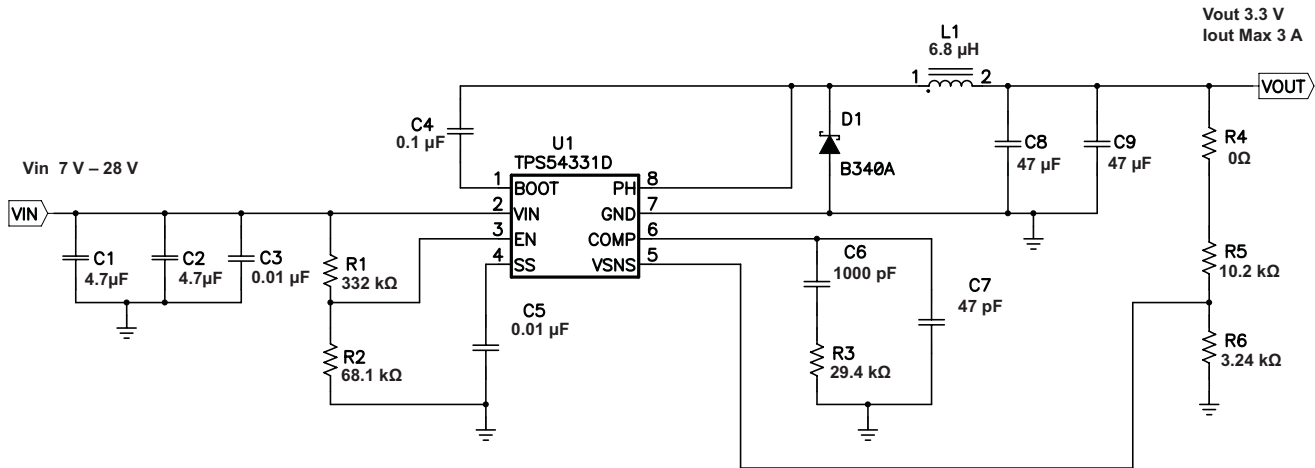 Vout 3.3 V
Iout Max 3 A
L1
6.8 µH
1
2
VOUT
C4
0.1 µF
D1
B340A
C8
47 µF
C9
47 µF
R4
0Ω
U1
TPS54331D
Vin 7 V – 28 V
VIN
1 BOOT PH 8
2 VIN GND 7
3 EN COMP 6
4 SS VSNS 5
C1
4.7µF
C2
4.7µF
C3
0.01 µF
R1
332 kΩ
C6
1000 pF
C7
47 pF
R5
10.2 kΩ
C5
0.01 µF
R2
68.1 kΩ
R3
29.4 kΩ
R6
3.24 kΩ